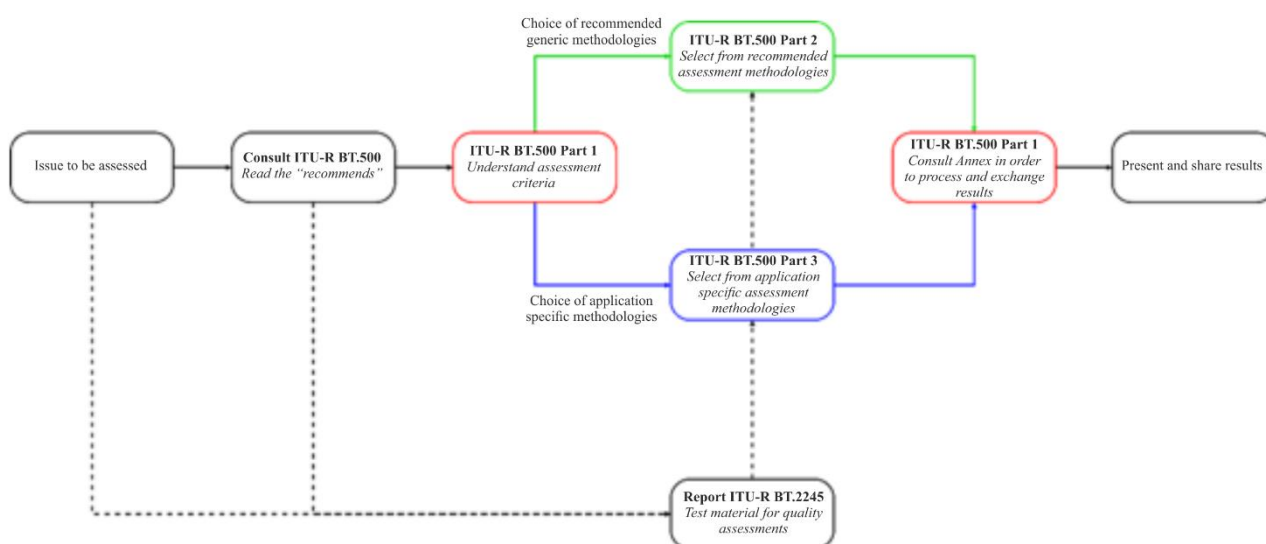 Choice of recommended
generic methodologies
ITU-R BT.500 Part 2
Select from recommended
assessment methodologies
Issue to be assessed
Consult ITU-R BT.500
Read the “recommends”
ITU-R BT.500 Part 1
Understand assessment
criteria
ITU-R BT.500 Part 1
Consult Annex in order
to process and exchange
results
Present and share results
ITU-R BT.500 Part 3
Select from application
specific assessment
methodologies
Choice of application
specific methodologies
Report ITU-R BT.2245
Test material for quality
assessments